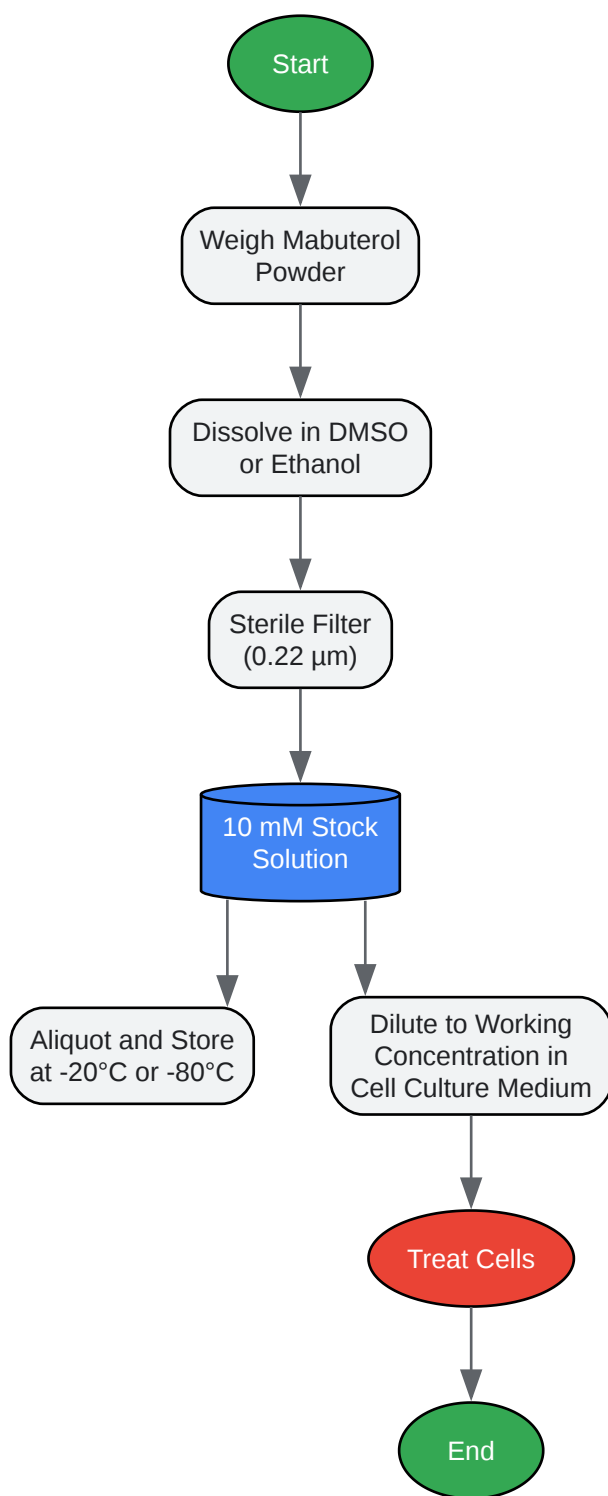 Start
Weigh Mabuterol
Powder
Dissolve in DMSO
or Ethanol
Sterile Filter
(0.22 µm)
10 mM Stock
Solution
Aliquot and Store
at -20°C or -80°C
Dilute to Working
Concentration in
Cell Culture Medium
Treat Cells
End